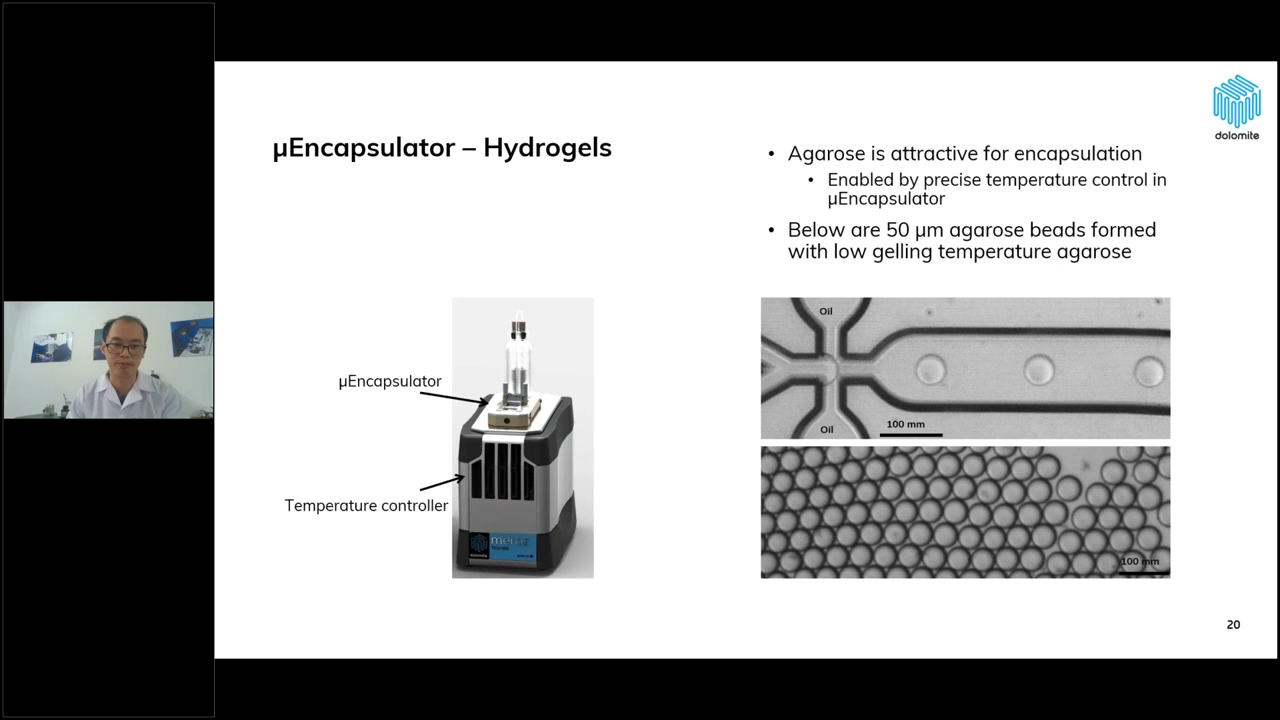 dolomite
µEncapsulator – Hydrogels
• Agarose is attractive for encapsulation
• Enabled by precise temperature control in
µEncapsulator
• Below are 50 µm agarose beads formed
with low gelling temperature agarose
µEncapsulator
Temperature controller
dolomite
Oil
Oil
100 mm
100 mm
20